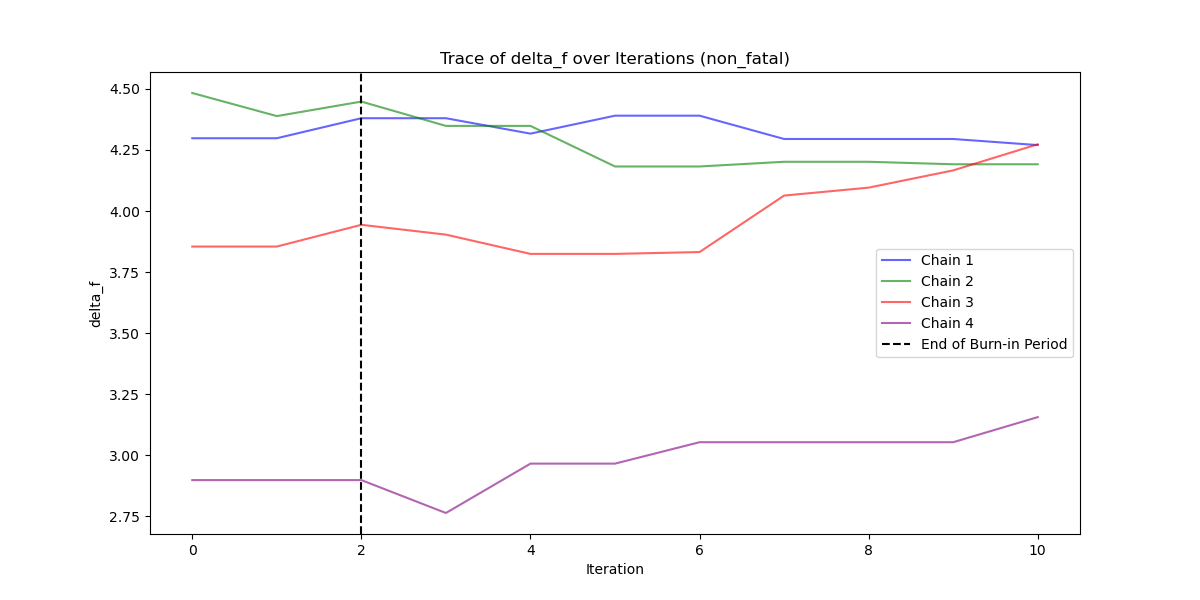 Trace of delta_f over Iterations (non_fatal)
4.50
4.25
4.00
3.75
3.50
3.25
3.00
2.75
delta_f
Chain 1
Chain 2
Chain 3
Chain 4
End of Burn-in Period
0 2 4 6 8 10
Iteration